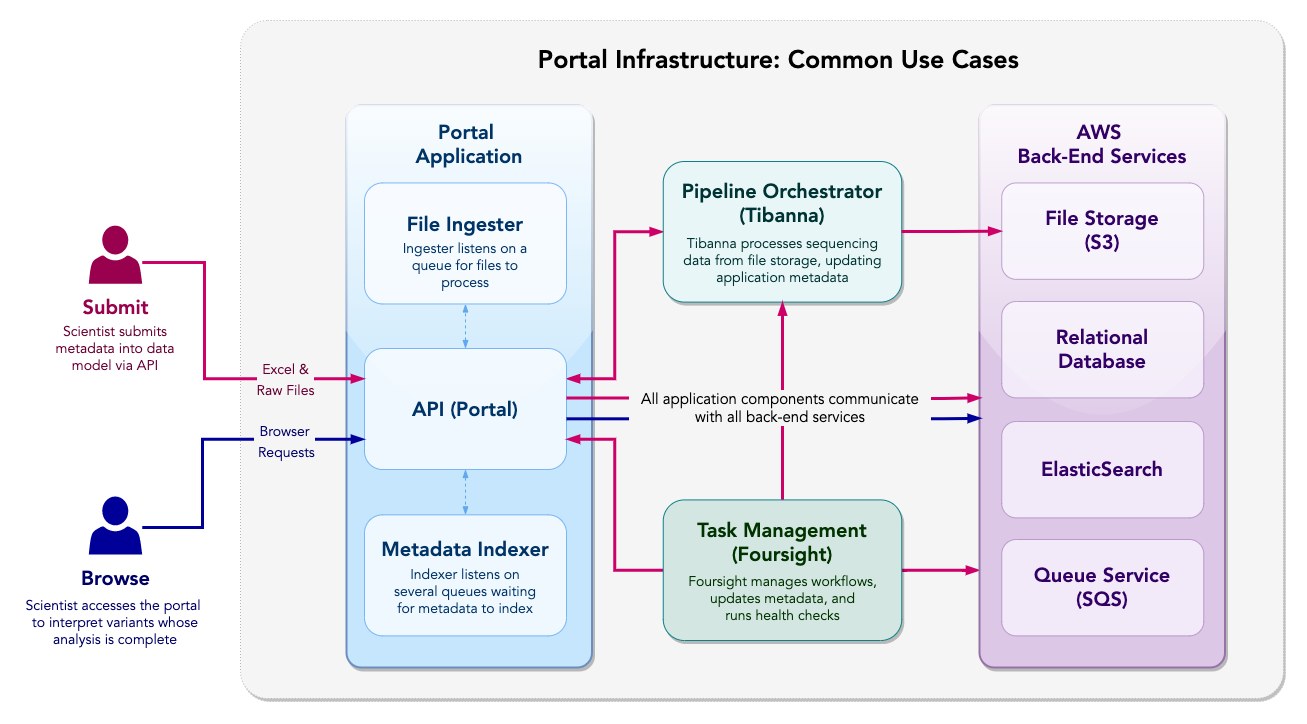 Portal Infrastructure: Common Use Cases
Submit
Scientist submits
metadata into data
model via API
Browse
Scientist accesses the portal
to interpret variants whose
analysis is complete
Excel &
Raw Files
Browser
Requests
Portal
Application
File Ingester
Ingester listens on a
queue for files to
process
API (Portal)
Metadata Indexer
Indexer listens on
several queues waiting
for metadata to index
Pipeline Orchestrator
(Tibanna)
Tibanna processes sequencing
data from file storage, updating
application metadata
All application components communicate
with all back-end services
Task Management
(Foursight)
Foursight manages workflows,
updates metadata, and
runs health checks
AWS
Back-End Services
File Storage
(S3)
Relational
Database
ElasticSearch
Queue Service
(SQS)